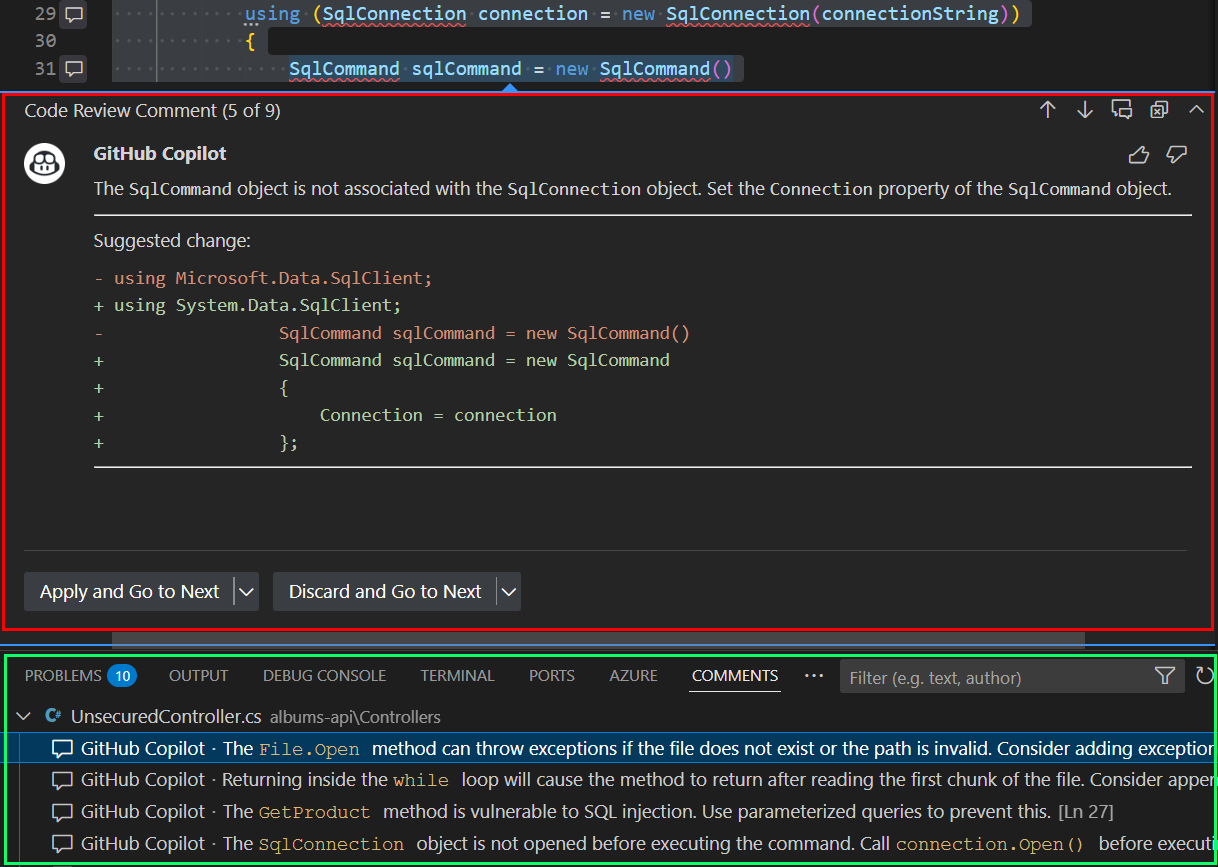 29 using (SqlConnection connection = new SqlConnection(connectionString))
30 {
31 SqlCommand sqlCommand = new SqlCommand()
Code Review Comment (5 of 9)
GitHub Copilot
The SqlCommand object is not associated with the SqlConnection object. Set the Connection property of the SqlCommand object.
Suggested change:
- using Microsoft.Data.SqlClient;
+ using System.Data.SqlClient;
- SqlCommand sqlCommand = new SqlCommand()
+ SqlCommand sqlCommand = new SqlCommand
+ {
+ Connection = connection
+ };
Apply and Go to Next Discard and Go to Next
PROBLEMS 10 OUTPUT DEBUG CONSOLE TERMINAL PORTS AZURE COMMENTS ··· Filter (e.g. text, author)
C# UnsecuredController.cs albums-api\Controllers
GitHub Copilot · The File.Open method can throw exceptions if the file does not exist or the path is invalid. Consider adding exception
GitHub Copilot · Returning inside the while loop will cause the method to return after reading the first chunk of the file. Consider appen
GitHub Copilot · The GetProduct method is vulnerable to SQL injection. Use parameterized queries to prevent this. [Ln 27]
GitHub Copilot · The SqlConnection object is not opened before executing the command. Call connection.Open() before executi